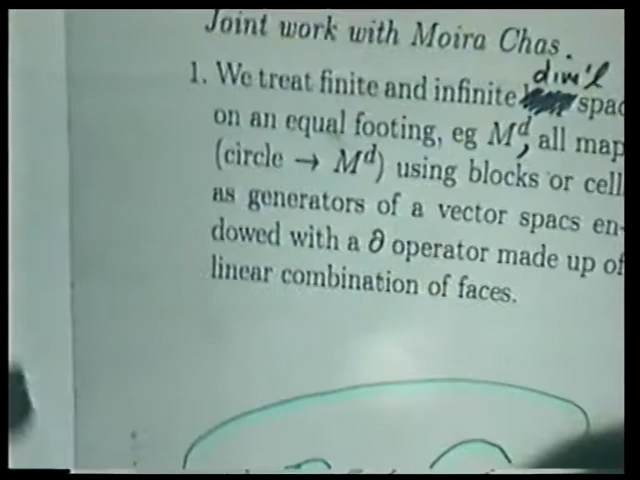 Joint work with Moira Chas.
dim'l
1. We treat finite and infinite spac
on an equal footing, eg M^d, all map
(circle → M^d) using blocks or cell
as generators of a vector spacs en-
dowed with a ∂ operator made up of
linear combination of faces.